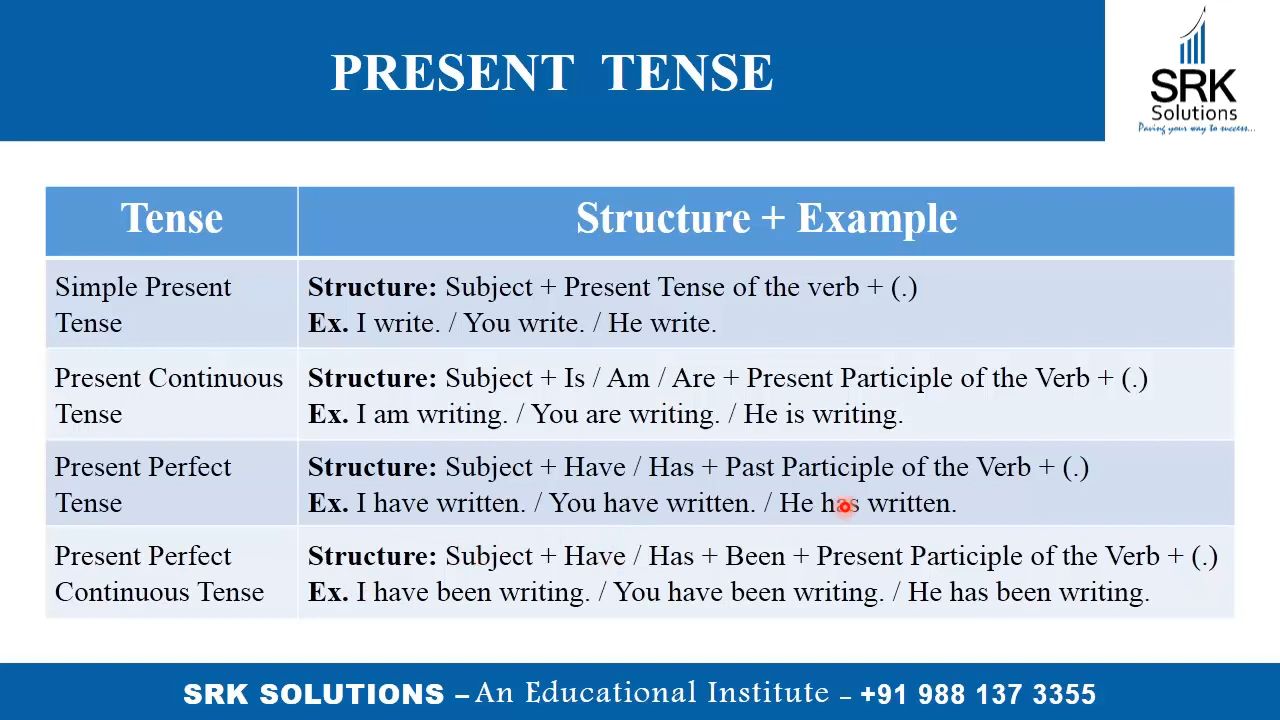 PRESENT TENSE
SRK
Solutions
Paving your way to success...
Tense
Structure + Example
Simple Present
Tense
Structure: Subject + Present Tense of the verb + (.)
Ex. I write. / You write. / He write.
Present Continuous
Tense
Structure: Subject + Is / Am / Are + Present Participle of the Verb + (.)
Ex. I am writing. / You are writing. / He is writing.
Present Perfect
Tense
Structure: Subject + Have / Has + Past Participle of the Verb + (.)
Ex. I have written. / You have written. / He has written.
Present Perfect
Continuous Tense
Structure: Subject + Have / Has + Been + Present Participle of the Verb + (.)
Ex. I have been writing. / You have been writing. / He has been writing.
SRK SOLUTIONS – An Educational Institute – +91 988 137 3355